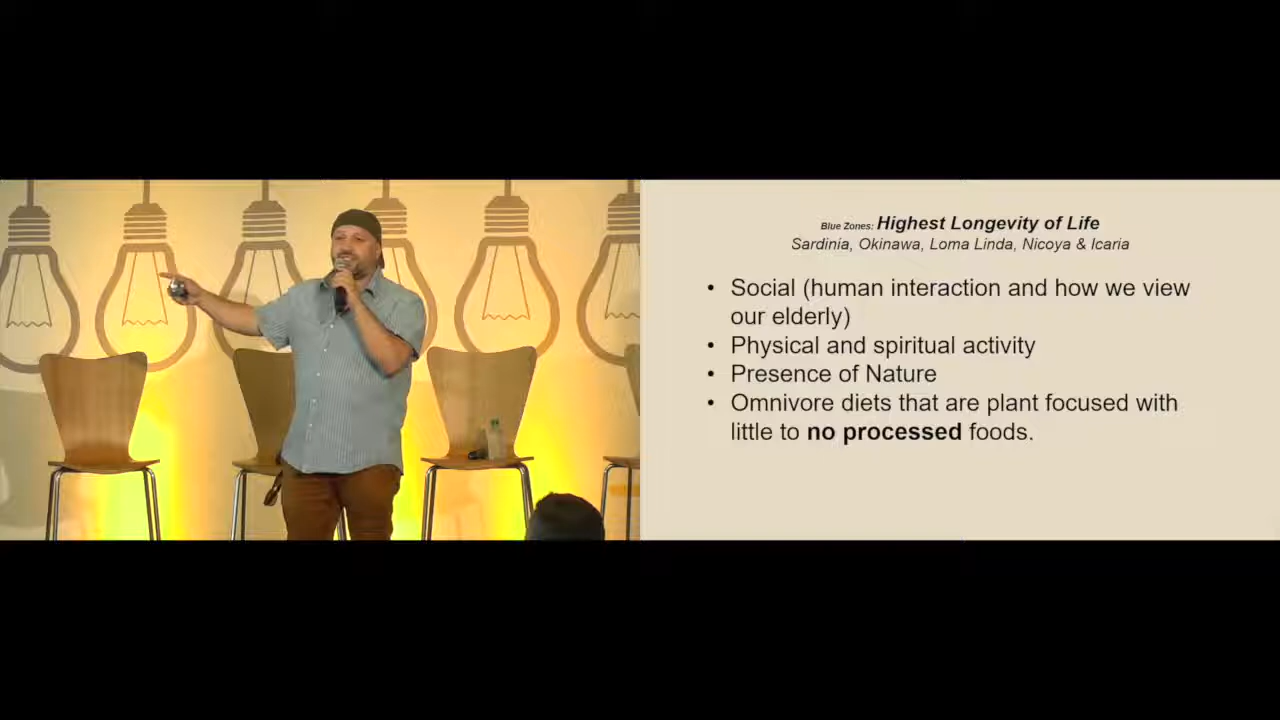 Blue Zones: Highest Longevity of Life
Sardinia, Okinawa, Loma Linda, Nicoya & Icaria
• Social (human interaction and how we view
our elderly)
• Physical and spiritual activity
• Presence of Nature
• Omnivore diets that are plant focused with
little to no processed foods.